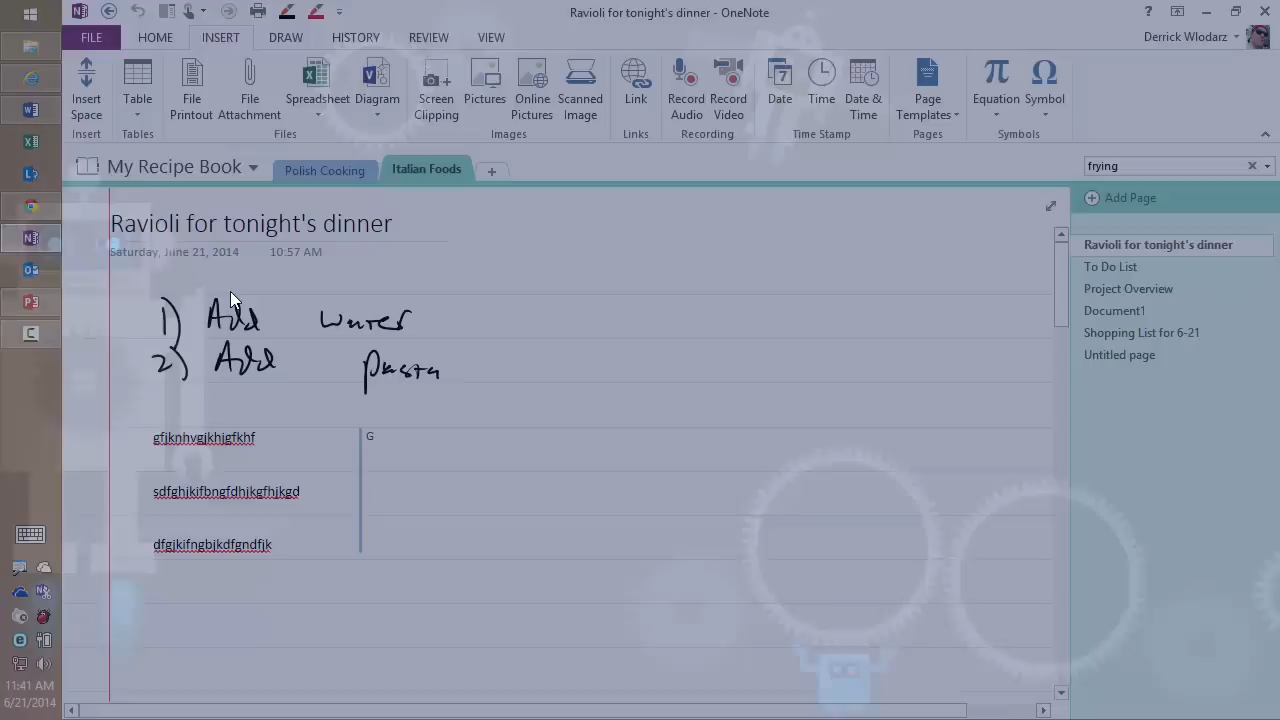 Ravioli for tonight's dinner - OneNote
?
FILE HOME INSERT DRAW HISTORY REVIEW VIEW
Derrick Wlodarz
Insert Space
Table
File Printout
File Attachment
Spreadsheet
Diagram
Screen Clipping
Pictures
Online Pictures
Scanned Image
Link
Record Audio
Record Video
7
Date
Time
Date & Time
Page Templates
π
Equation
Ω
Symbol
Insert Tables Files Images Links Recording Time Stamp Pages Symbols
My Recipe Book Polish Cooking Italian Foods +
frying
Add Page
Ravioli for tonight's dinner
Saturday, June 21, 2014 10:57 AM
1) Add water
2) Add pasta
gfjknhvgjkhjgfkhf
G
sdfghjkifbngfdhjkgfhjkgd
dfgjkifngbjkdfgndfjk
Ravioli for tonight's dinner
To Do List
Project Overview
Document1
Shopping List for 6-21
Untitled page
11:41 AM
6/21/2014